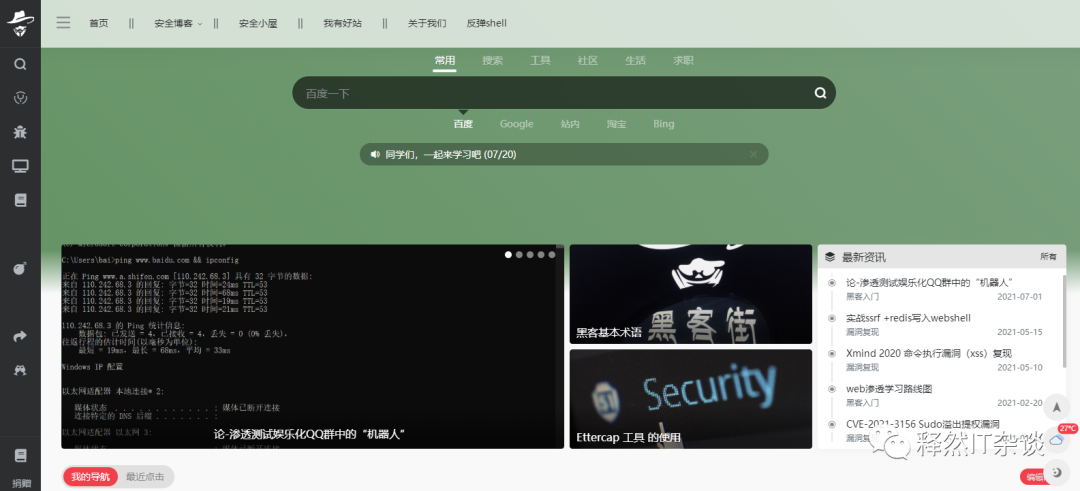 首页 || 安全博客 || 安全小屋 || 我有好站 || 关于我们 反弹shell
常用 搜索 工具 社区 生活 求职
百度一下
百度 Google 站内 淘宝 Bing
同学们，一起来学习吧 (07/20)
C:\Users\bai>ping www.baidu.com && ipconfig
正在 Ping www.a.shifen.com [110.242.68.3] 具有 32 字节的数据:
来自 110.242.68.3 的回复: 字节=32 时间=24ms TTL=53
来自 110.242.68.3 的回复: 字节=32 时间=68ms TTL=53
来自 110.242.68.3 的回复: 字节=32 时间=19ms TTL=53
来自 110.242.68.3 的回复: 字节=32 时间=21ms TTL=53
110.242.68.3 的 Ping 统计信息:
数据包: 已发送 = 4，已接收 = 4，丢失 = 0 (0% 丢失)，
往返行程的估计时间(以毫秒为单位):
最短 = 19ms，最长 = 68ms，平均 = 33ms
Windows IP 配置
以太网适配器 本地连接* 2:
媒体状态 . . . . . . . . . . . . : 媒体已断开连接
连接特定的 DNS 后缀 . . . . . . . :
以太网适配器 以太网 3:
论-渗透测试娱乐化QQ群中的“机器人”
黑客街
黑客基本术语
Security
Ettercap 工具 的使用
最新资讯 所有
论-渗透测试娱乐化QQ群中的“机器人”
黑客入门 2021-07-01
实战ssrf +redis写入webshell
漏洞复现 2021-05-15
Xmind 2020 命令执行漏洞（xss）复现
漏洞复现 2021-05-10
web渗透学习路线图
黑客入门 2021-02-20
CVE-2021-3156 Sudo溢出提权漏洞
漏洞复现
27℃
释然IT杂谈
捐赠
我的导航 最近点击
编辑